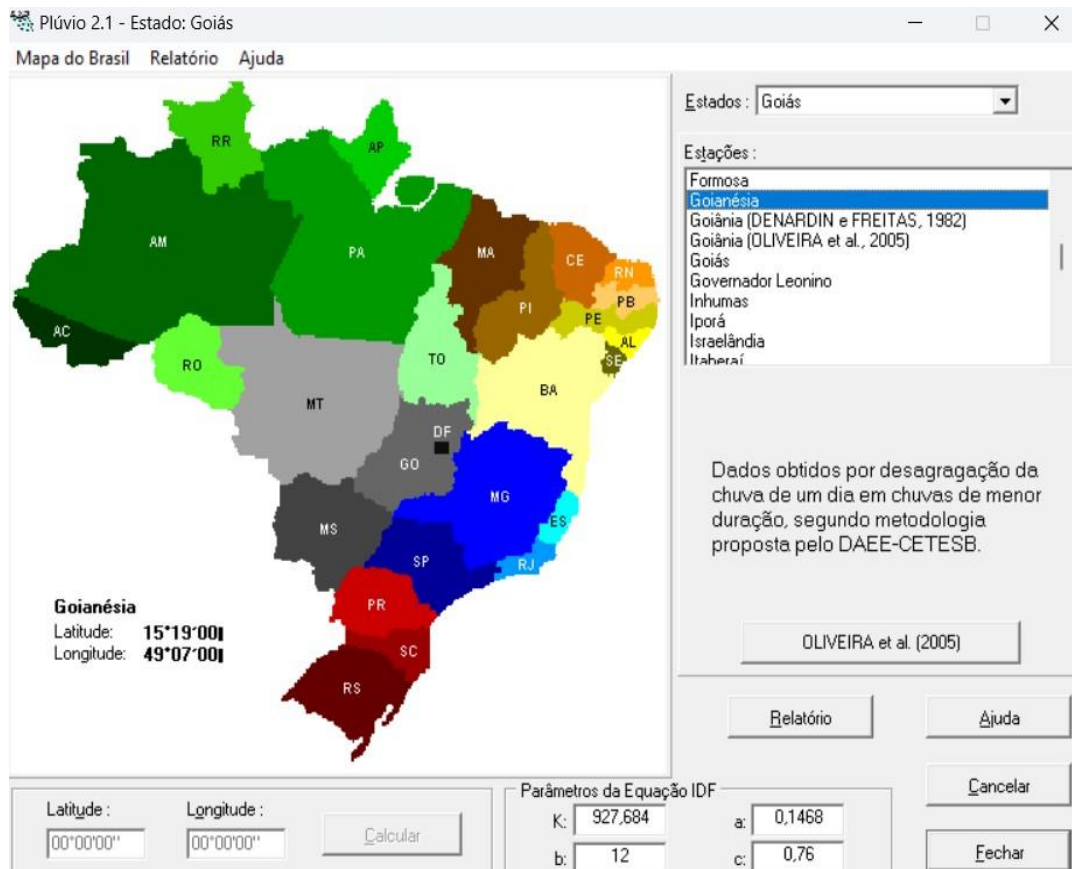 Plúvio 2.1 - Estado: Goiás
Mapa do Brasil Relatório Ajuda
RR
AP
AM
PA
MA
CE
RN
PB
PI
PE
AL
SE
AC
RO
TO
BA
MT
DF
GO
MG
MS
ES
SP
RJ
PR
SC
RS
Goianésia
Latitude: 15°19'00
Longitude: 49°07'00
Estados : Goiás
Estações :
Formosa
Goianésia
Goiânia (DENARDIN e FREITAS, 1982)
Goiânia (OLIVEIRA et al., 2005)
Goiás
Governador Leonino
Inhumas
Iporá
Israelândia
Itaberaí
Dados obtidos por desagragação da
chuva de um dia em chuvas de menor
duração, segundo metodologia
proposta pelo DAEE-CETESB.
OLIVEIRA et al. (2005)
Relatório
Ajuda
Cancelar
Fechar
Latitude :
Longitude :
00°00'00''
00°00'00''
Calcular
Parâmetros da Equação IDF
K: 927,684
a: 0,1468
b: 12
c: 0,76